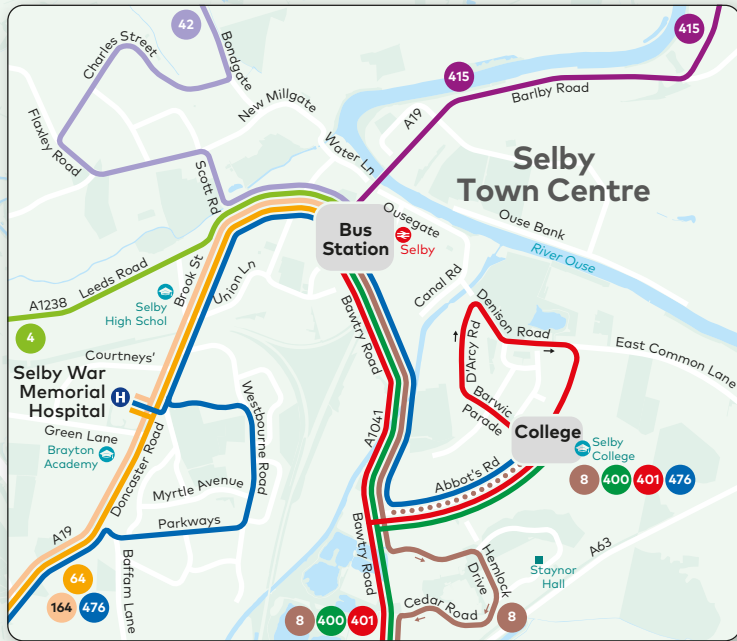 42
415
Charles Street
Bondgate
415
Barlby Road
New Millgate
A19
Flaxley Road
Water Ln
Selby
Town Centre
Scott Rd
Ousegate
Bus
Station
Selby
Ouse Bank
River Ouse
Union Ln
Brook St
Leeds Road
A1238
Canal Rd
Selby
High Schol
Bawtry Road
Denison Road
4
D'Arcy Rd
East Common Lane
Courtneys'
Selby War
Memorial
Hospital
H
Westbourne Road
Barwic
Parade
A1041
College
Green Lane
Brayton
Academy
Doncaster Road
Selby
College
Abbot's Rd
8
400
401
476
Myrtle Avenue
Parkways
Bawtry Road
A19
A63
Hemlock
Drive
Staynor
Hall
64
Baffam Lane
164
476
Cedar Road
8
400
401
8